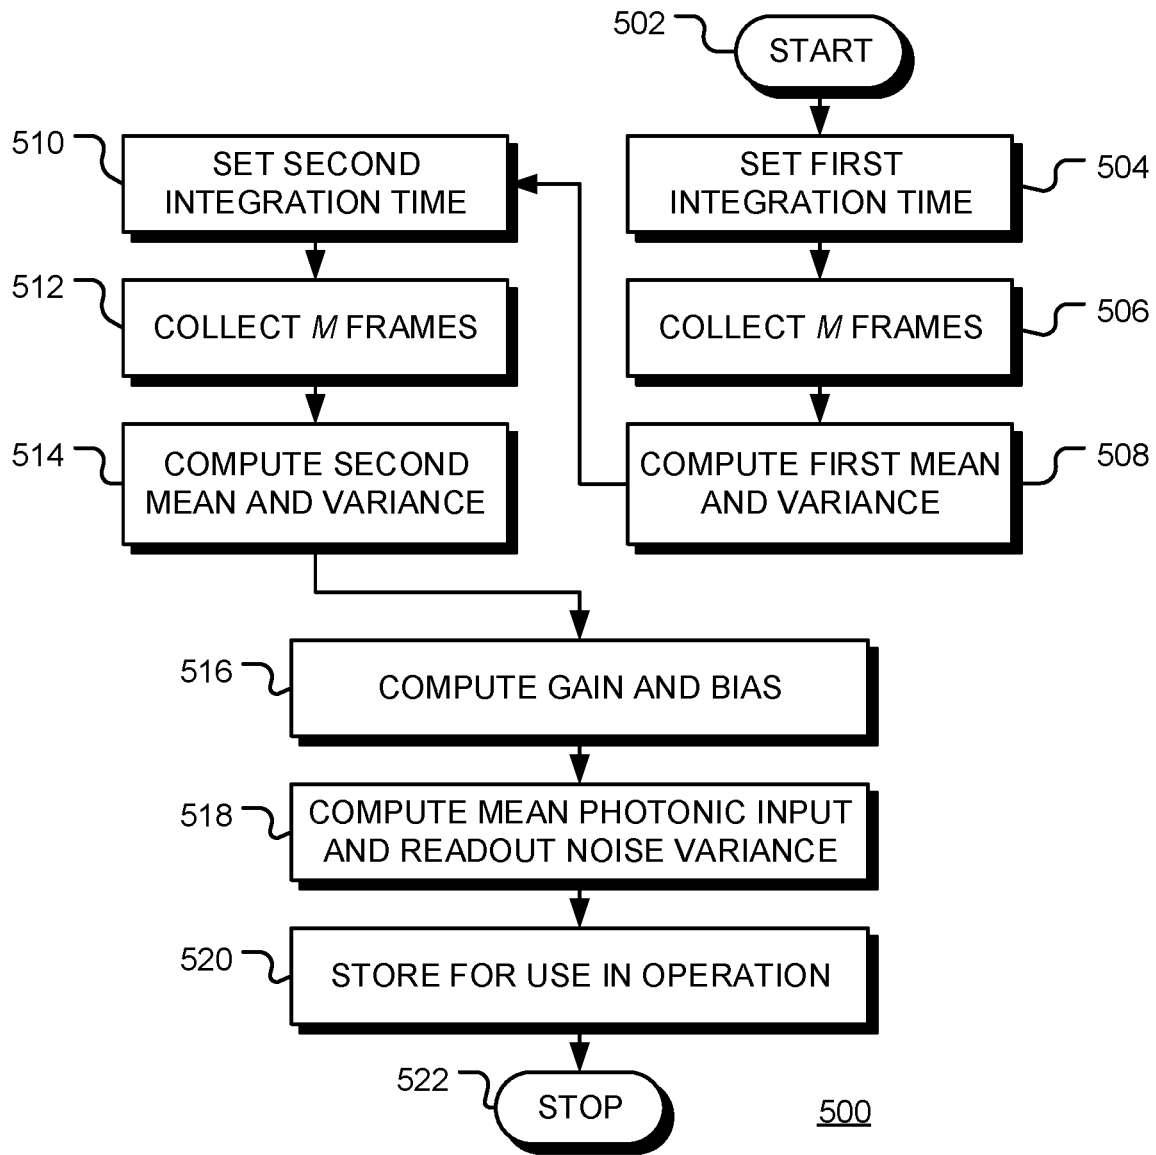 502
START
504
SET FIRST
INTEGRATION TIME
506
COLLECT M FRAMES
508
COMPUTE FIRST MEAN
AND VARIANCE
510
SET SECOND
INTEGRATION TIME
512
COLLECT M FRAMES
514
COMPUTE SECOND
MEAN AND VARIANCE
516
COMPUTE GAIN AND BIAS
518
COMPUTE MEAN PHOTONIC INPUT
AND READOUT NOISE VARIANCE
520
STORE FOR USE IN OPERATION
522
STOP
500